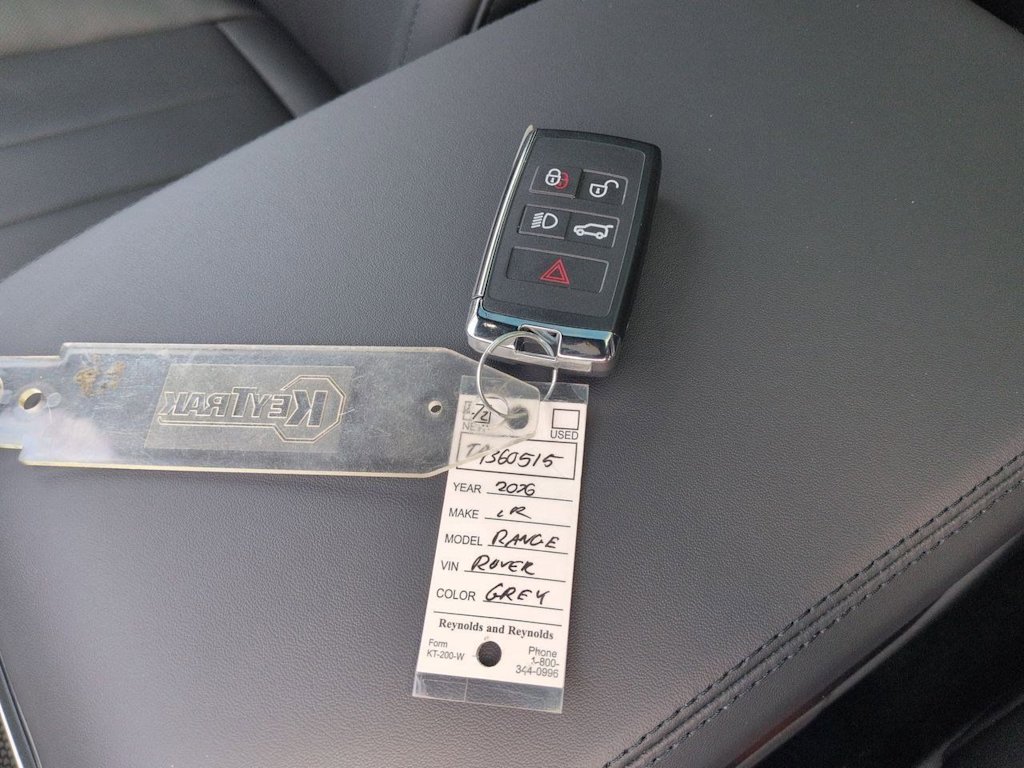 KEYTRAK
NEW
USED
YEAR 2026
MAKE LR
MODEL RANGE
VIN ROVER
COLOR GREY
Reynolds and Reynolds
Form
KT-200-W
Phone
1-800-
344-0996